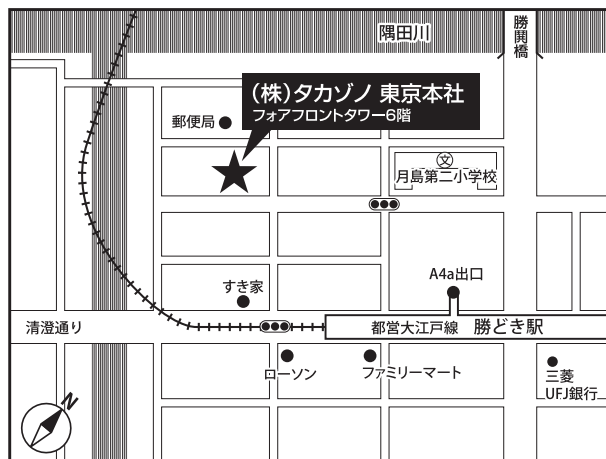 隅田川
勝鬨橋
(株)タカゾノ 東京本社
フォアフロントタワー6階
郵便局
文
月島第二小学校
すき家
A4a出口
清澄通り
都営大江戸線 勝どき駅
ローソン
ファミリーマート
三菱
UFJ銀行
N